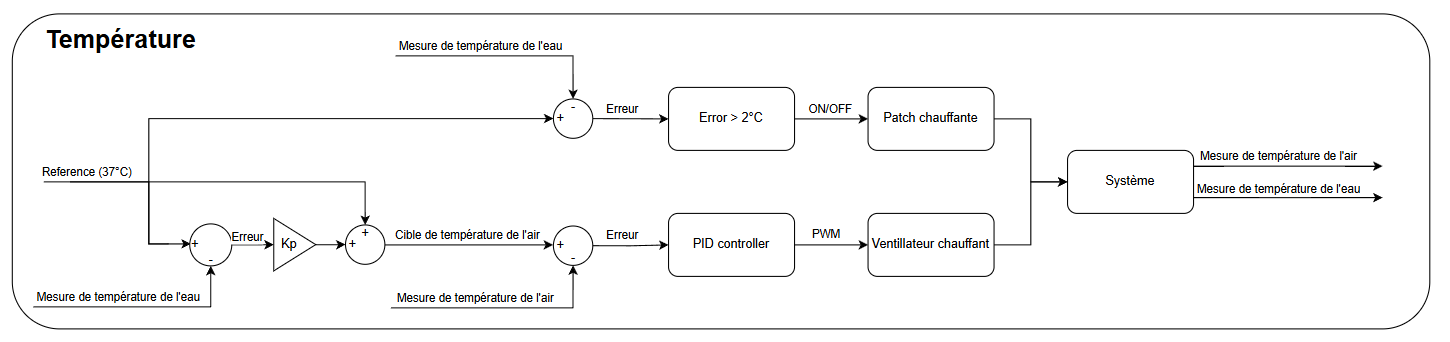 Température
Mesure de température de l'eau
-
+
Erreur
Error > 2°C
ON/OFF
Patch chauffante
Reference (37°C)
Système
Mesure de température de l'air
Mesure de température de l'eau
+
-
Erreur
Kp
+
+
Cible de température de l'air
+
-
Erreur
PID controller
PWM
Ventillateur chauffant
Mesure de température de l'eau
Mesure de température de l'air